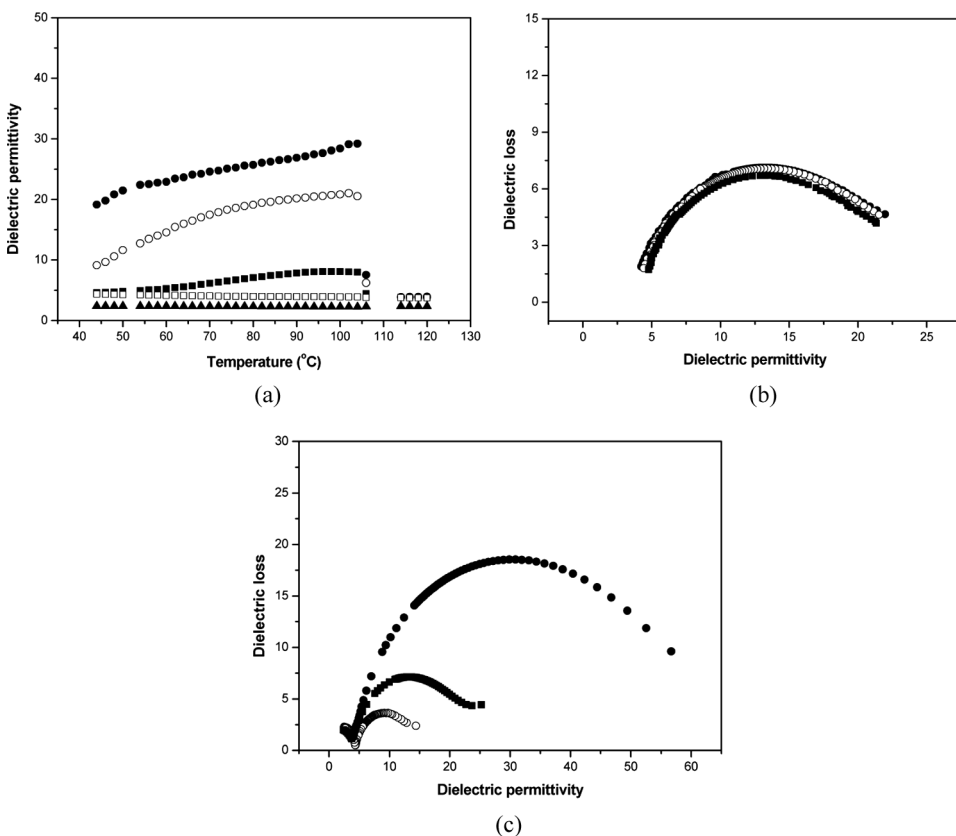 50
40
30
20
10
0
Dielectric permittivity
40 50 60 70 80 90 100 110 120 130
Temperature (°C)
(a)
15
12
9
6
3
0
Dielectric loss
0 5 10 15 20 25
Dielectric permittivity
(b)
30
25
20
15
10
5
0
Dielectric loss
0 10 20 30 40 50 60
Dielectric permittivity
(c)